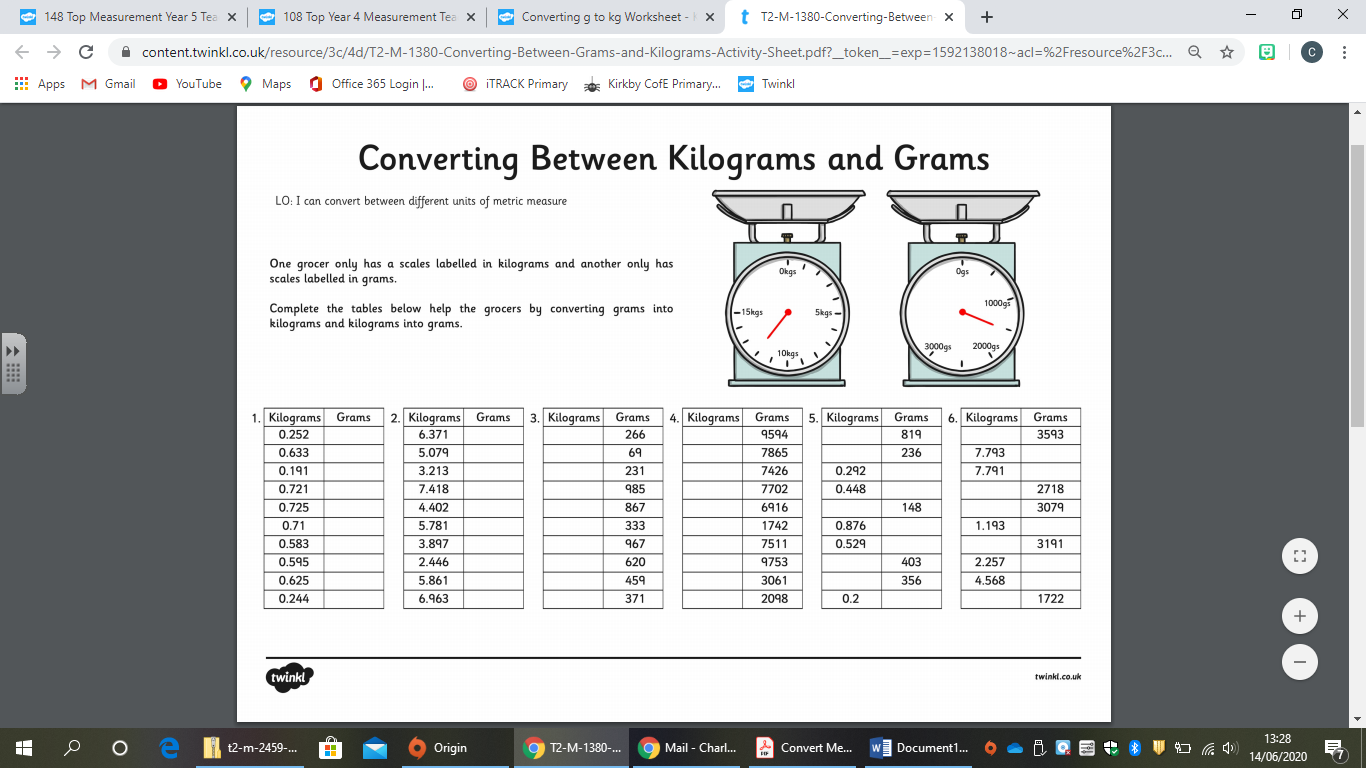 148 Top Measurement Year 5 Tea
108 Top Year 4 Measurement Tea
Converting g to kg Worksheet -
T2-M-1380-Converting-Between-
content.twinkl.co.uk/resource/3c/4d/T2-M-1380-Converting-Between-Grams-and-Kilograms-Activity-Sheet.pdf?__token__=exp=1592138018~acl=%2Fresource%2F3c...
C
Apps Gmail YouTube Maps Office 365 Login |... iTRACK Primary Kirkby CofE Primary... Twinkl
Converting Between Kilograms and Grams
LO: I can convert between different units of metric measure
One grocer only has a scales labelled in kilograms and another only has
scales labelled in grams.
Complete the tables below help the grocers by converting grams into
kilograms and kilograms into grams.
0kgs
5kgs
10kgs
15kgs
0gs
1000gs
2000gs
3000gs
1. Kilograms Grams
0.252
0.633
0.191
0.721
0.725
0.71
0.583
0.595
0.625
0.244
2. Kilograms Grams
6.371
5.079
3.213
7.418
4.402
5.781
3.897
2.446
5.861
6.963
3. Kilograms Grams
266
69
231
985
867
333
967
620
459
371
4. Kilograms Grams
9594
7865
7426
7702
6916
1742
7511
9753
3061
2098
5. Kilograms Grams
819
236
0.292
0.448
148
0.876
0.529
403
356
0.2
6. Kilograms Grams
3593
7.793
7.791
2718
3079
1.193
3191
2.257
4.568
1722
twinkl
twinkl.co.uk
t2-m-2459-...
Origin
T2-M-1380-...
Mail - Charl...
Convert Me...
Document1...
13:28
14/06/2020
7